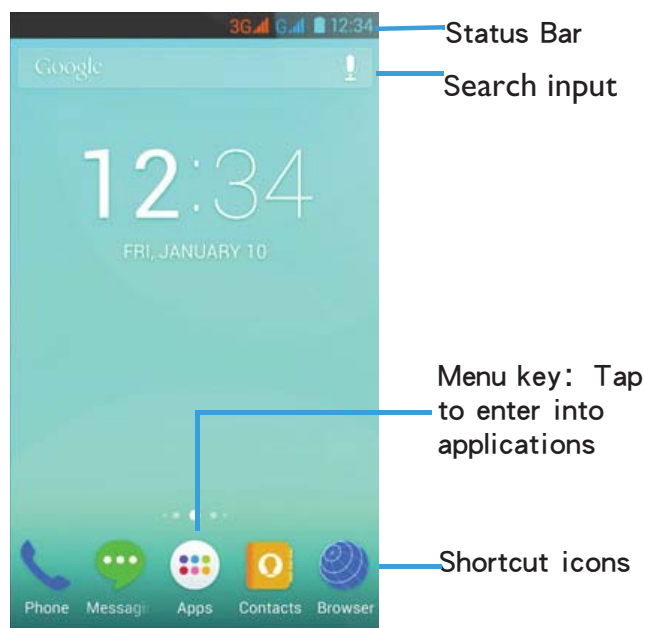 3G G 12:34
Status Bar
Google
Search input
12:34
FRI, JANUARY 10
Menu key: Tap
to enter into
applications
Shortcut icons
Phone Messagi Apps Contacts Browser